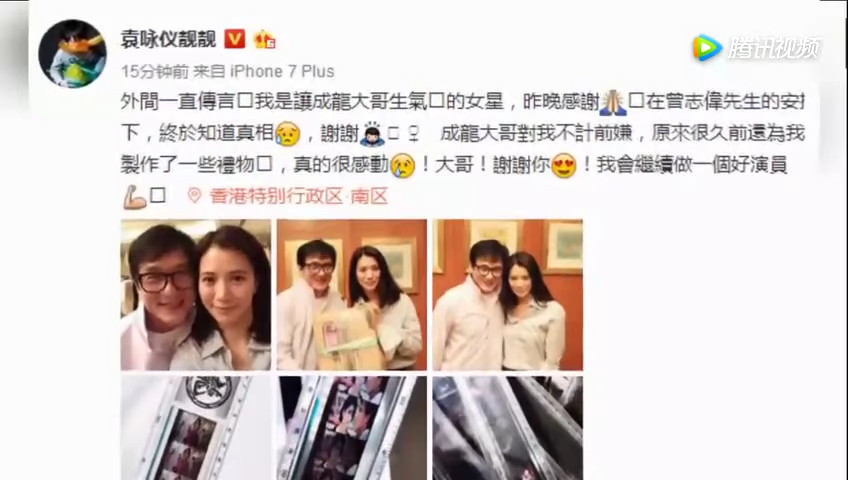 袁咏仪靓靓
腾讯视频
15分钟前 来自 iPhone 7 Plus
外間一直傳言我是讓成龍大哥生氣的女星，昨晚感謝🙏在曾志偉先生的安排
下，終於知道真相😥，謝謝🙇♀ 成龍大哥對我不計前嫌，原來很久前還為我
製作了一些禮物，真的很感動😢！大哥！謝謝你😍！我會繼續做一個好演員
💪 香港特别行政区·南区